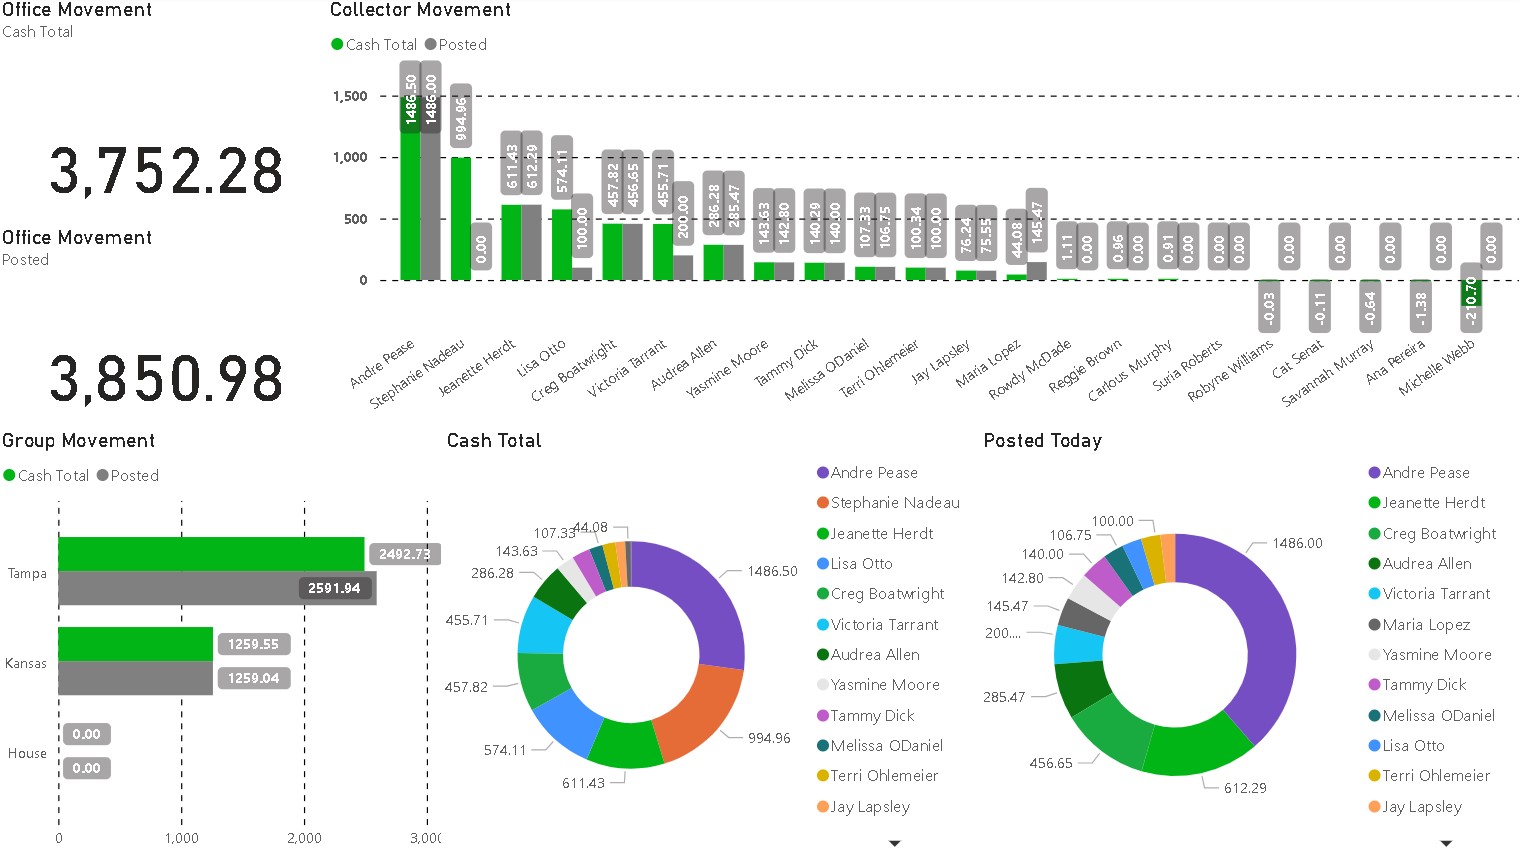 Office Movement
Cash Total
3,752.28
Office Movement
Posted
3,850.98
Collector Movement
Cash Total Posted
1,500
1,000
500
0
1486.50 1486.00 994.96 0.00 611.43 612.29 574.11 100.00 457.82 456.65 455.71 200.00 286.28 285.47 143.63 142.80 140.29 140.00 107.33 106.75 100.34 100.00 76.24 75.55 44.08 145.47 1.11 0.00 0.86 0.00 0.91 0.00 0.00 0.00 -0.03 0.00 -0.11 0.00 -0.64 0.00 -1.38 0.00 -210.70 0.00
Andre Pease
Stephanie Nadeau
Jeanette Herdt
Lisa Otto
Creg Boatwright
Victoria Tarrant
Audrea Allen
Yasmine Moore
Tammy Dick
Melissa ODaniel
Terri Ohlemeier
Jay Lapsley
Maria Lopez
Rowdy McDade
Reggie Brown
Carlous Murphy
Suria Roberts
Robyne Williams
Cat Senat
Savannah Murray
Ana Pereira
Michelle Webb
Group Movement
Cash Total Posted
Tampa
2492.73
2591.94
Kansas
1259.55
1259.04
House
0.00
0.00
0 1,000 2,000 3,000
Cash Total
1486.50
994.96
611.43
574.11
457.82
455.71
286.28
143.63
107.33
44.08
Andre Pease
Stephanie Nadeau
Jeanette Herdt
Lisa Otto
Creg Boatwright
Victoria Tarrant
Audrea Allen
Yasmine Moore
Tammy Dick
Melissa ODaniel
Terri Ohlemeier
Jay Lapsley
Posted Today
1486.00
612.29
456.65
285.47
200....
145.47
142.80
140.00
106.75
100.00
Andre Pease
Jeanette Herdt
Creg Boatwright
Audrea Allen
Victoria Tarrant
Maria Lopez
Yasmine Moore
Tammy Dick
Melissa ODaniel
Lisa Otto
Terri Ohlemeier
Jay Lapsley